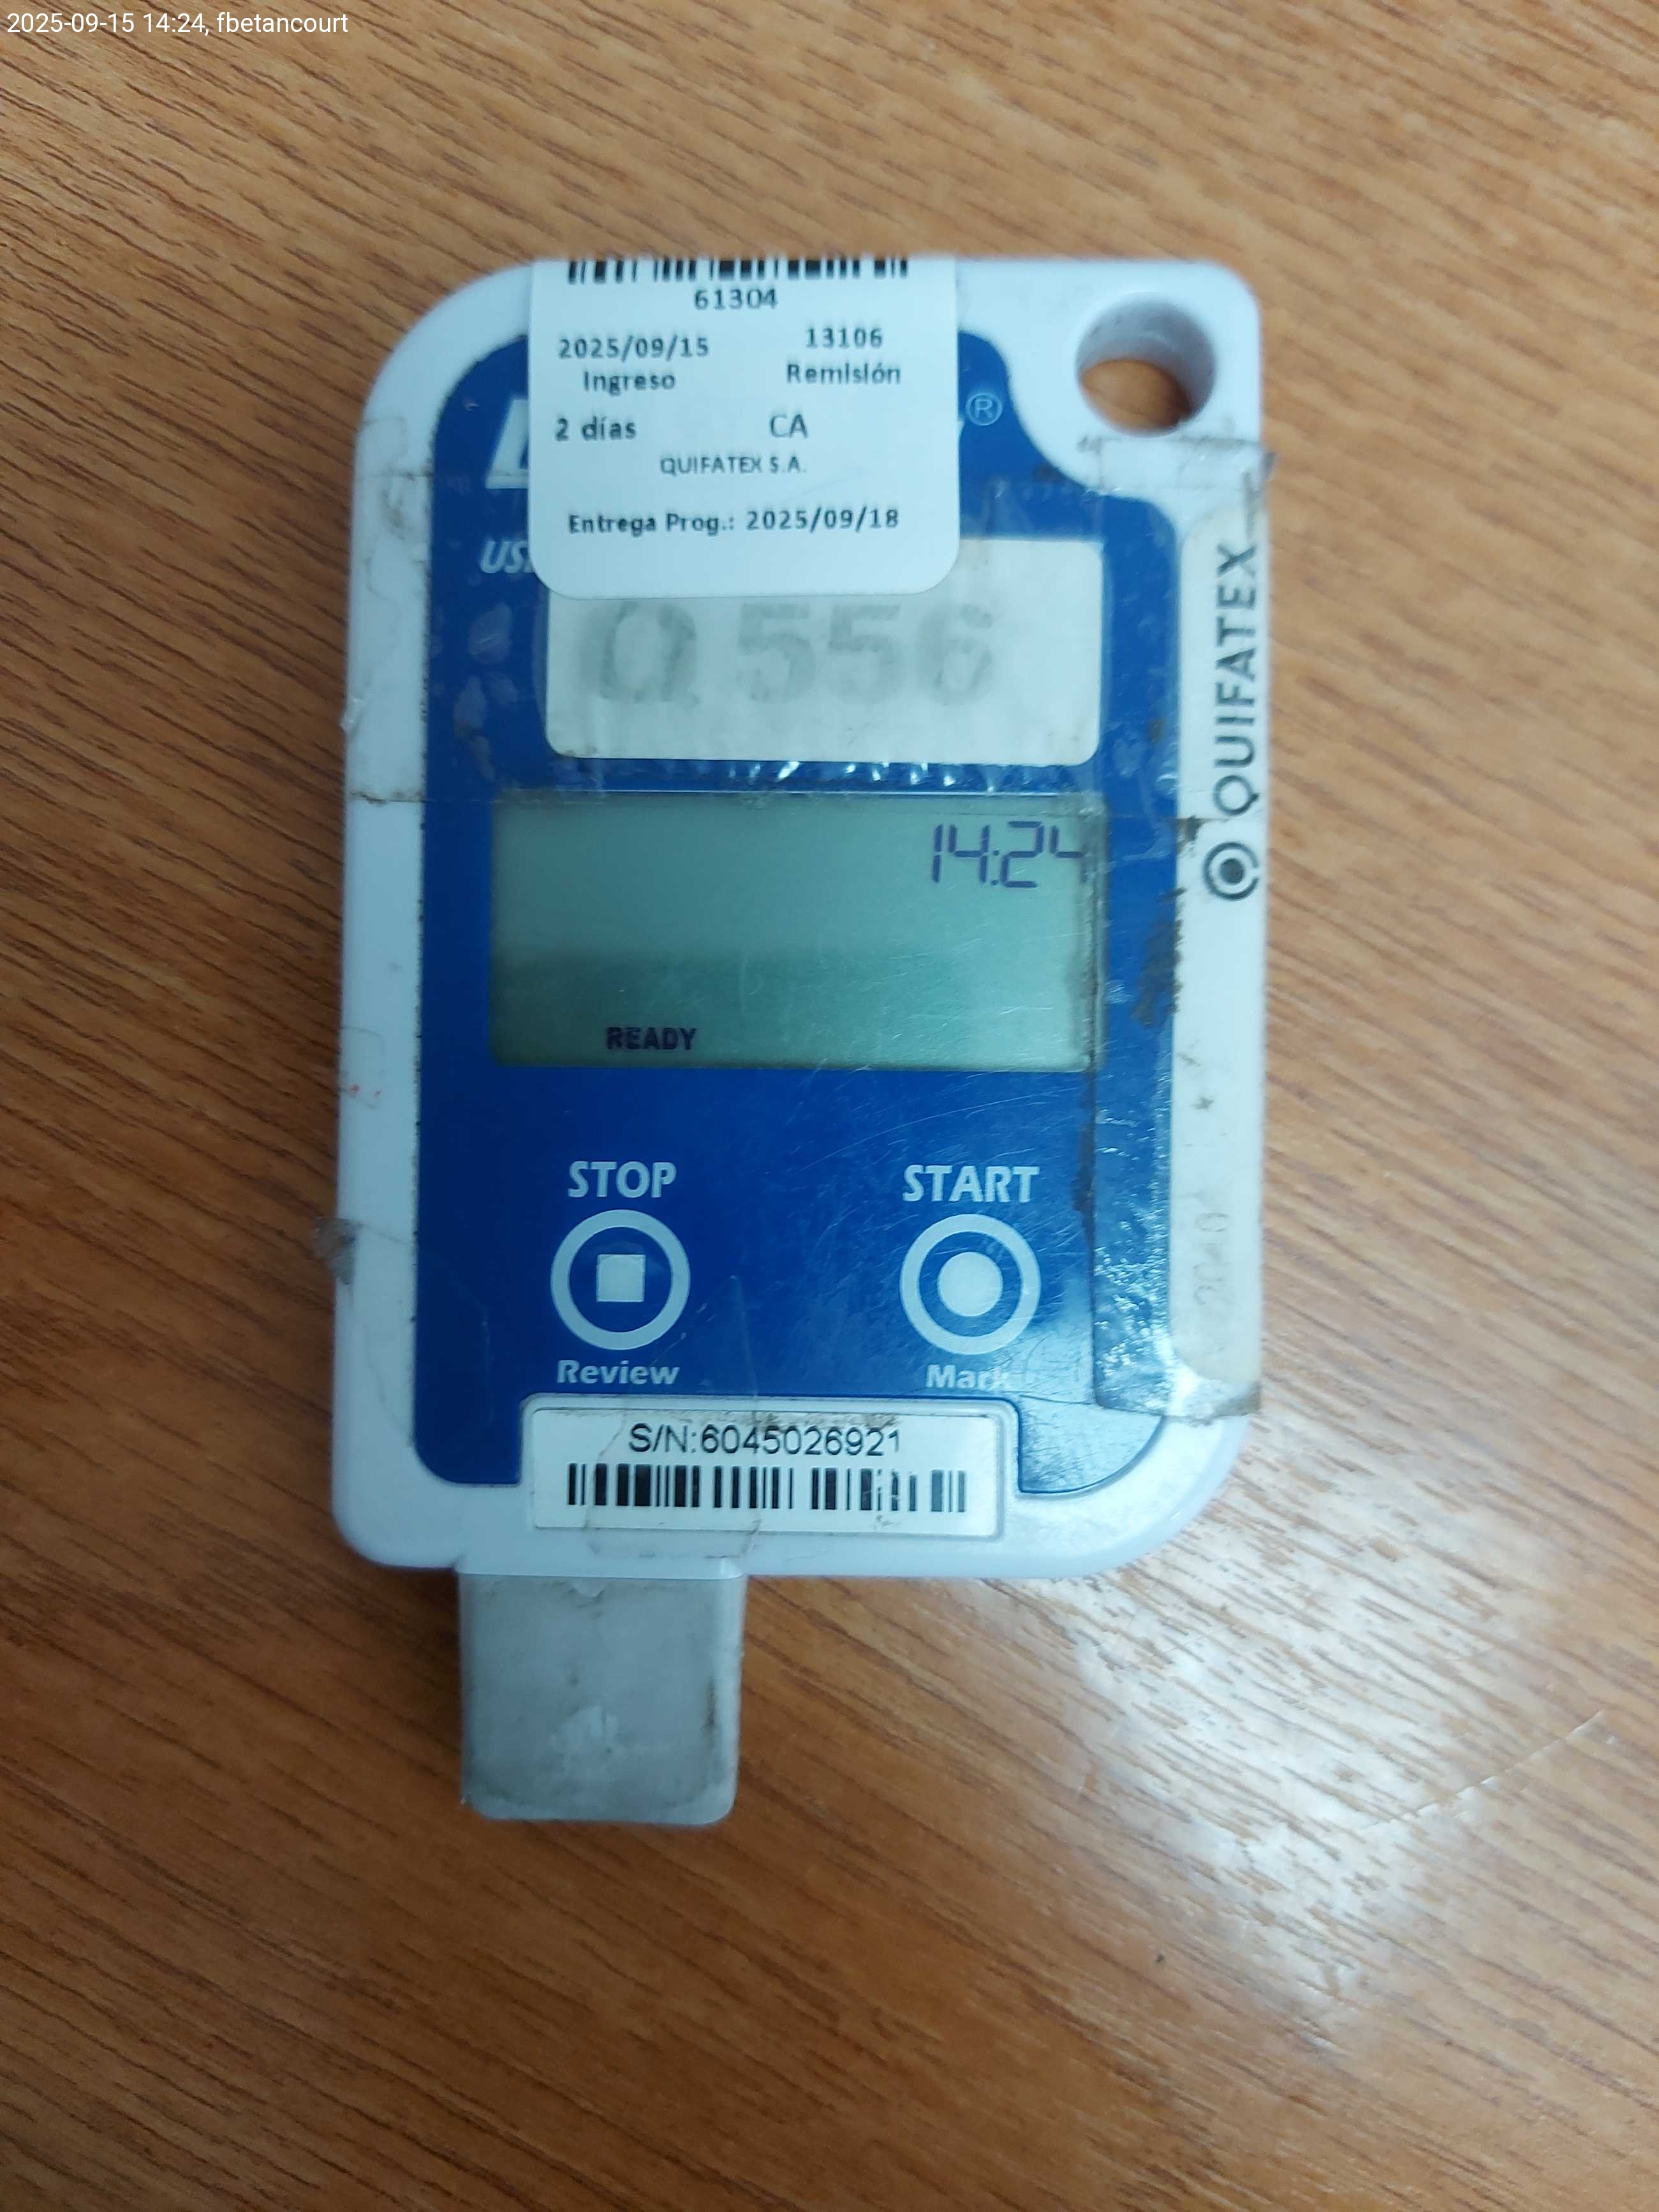 2025-09-15 14:24, fbetancourt
61304
2025/09/15 13106
Ingreso Remisión
2 días CA
QUIFATEX S.A.
Entrega Prog.: 2025/09/18
®
Q 556
QUIFATEX
14:24
READY
STOP START
Review Mark
S/N:6045026921